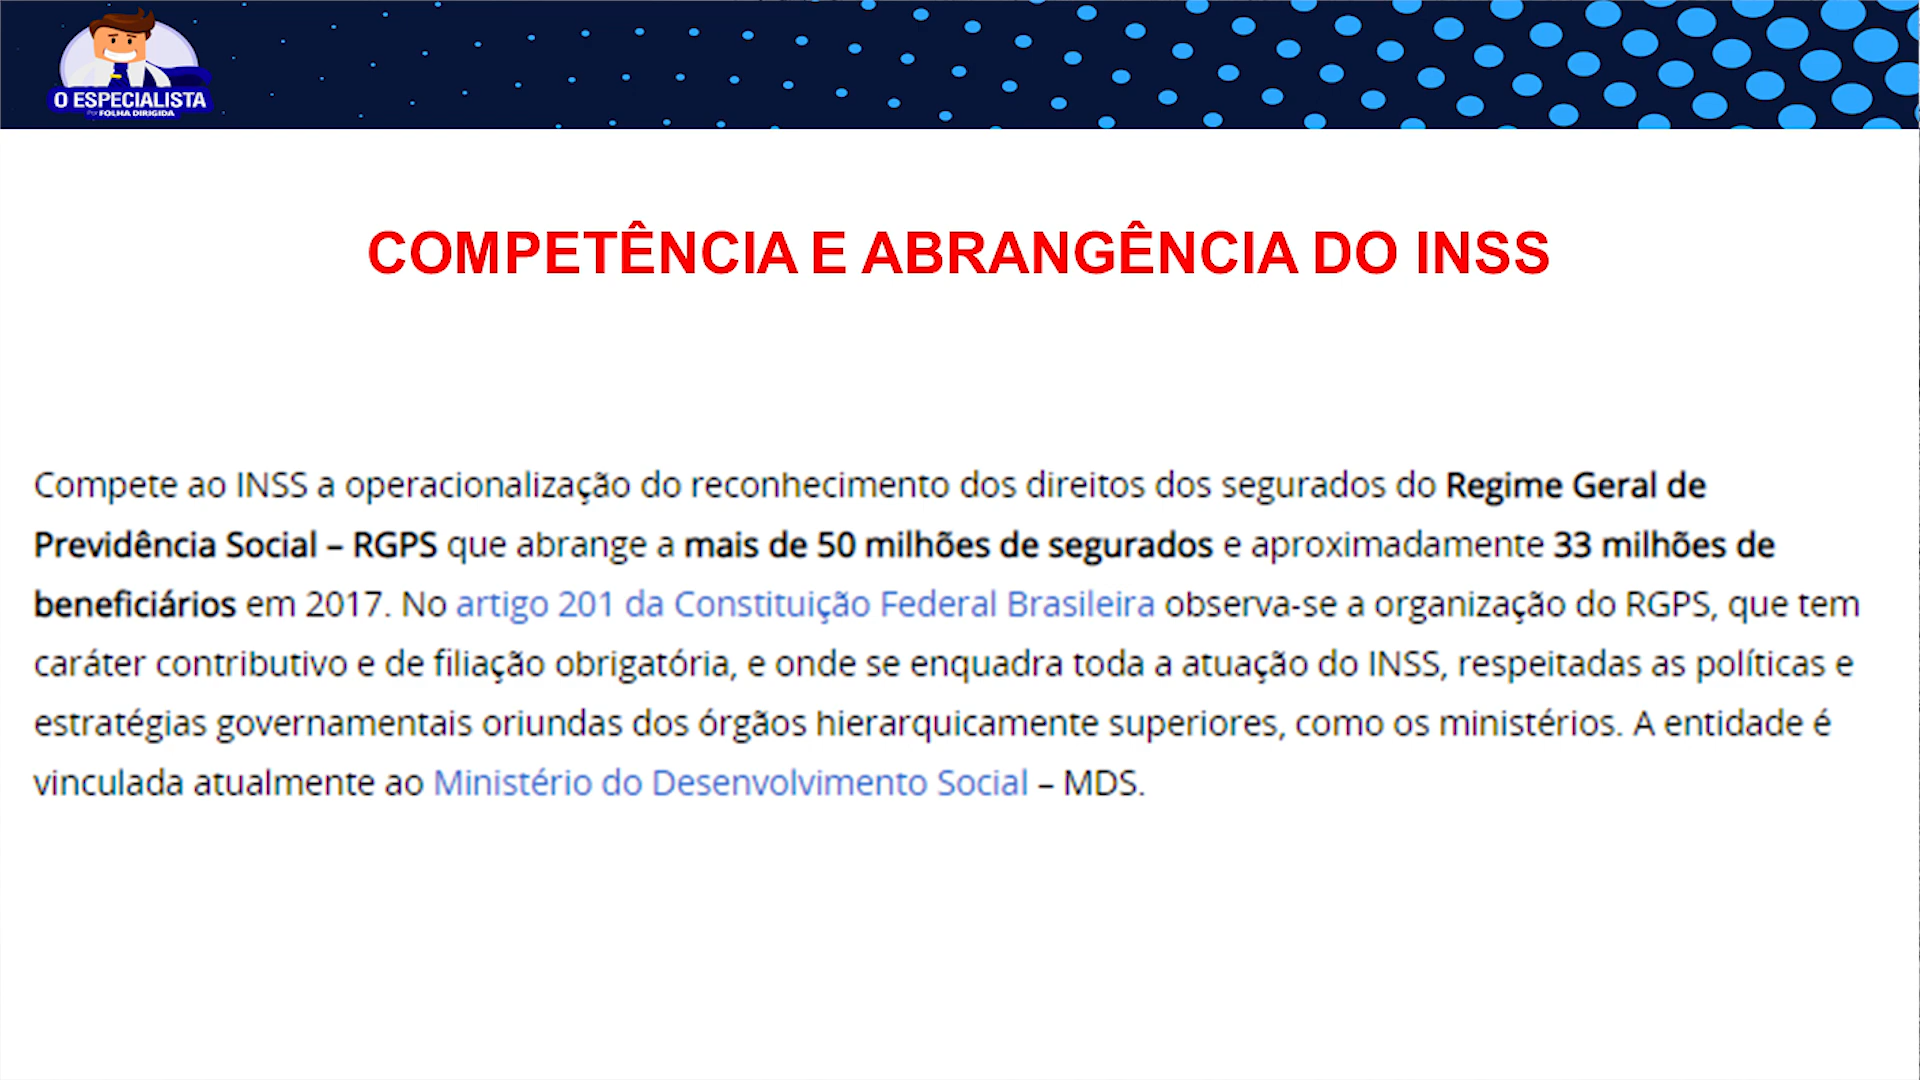 O ESPECIALISTA
Por FOLHA DIRIGIDA
COMPETÊNCIA E ABRANGÊNCIA DO INSS
Compete ao INSS a operacionalização do reconhecimento dos direitos dos segurados do Regime Geral de
Previdência Social – RGPS que abrange a mais de 50 milhões de segurados e aproximadamente 33 milhões de
beneficiários em 2017. No artigo 201 da Constituição Federal Brasileira observa-se a organização do RGPS, que tem
caráter contributivo e de filiação obrigatória, e onde se enquadra toda a atuação do INSS, respeitadas as políticas e
estratégias governamentais oriundas dos órgãos hierarquicamente superiores, como os ministérios. A entidade é
vinculada atualmente ao Ministério do Desenvolvimento Social – MDS.